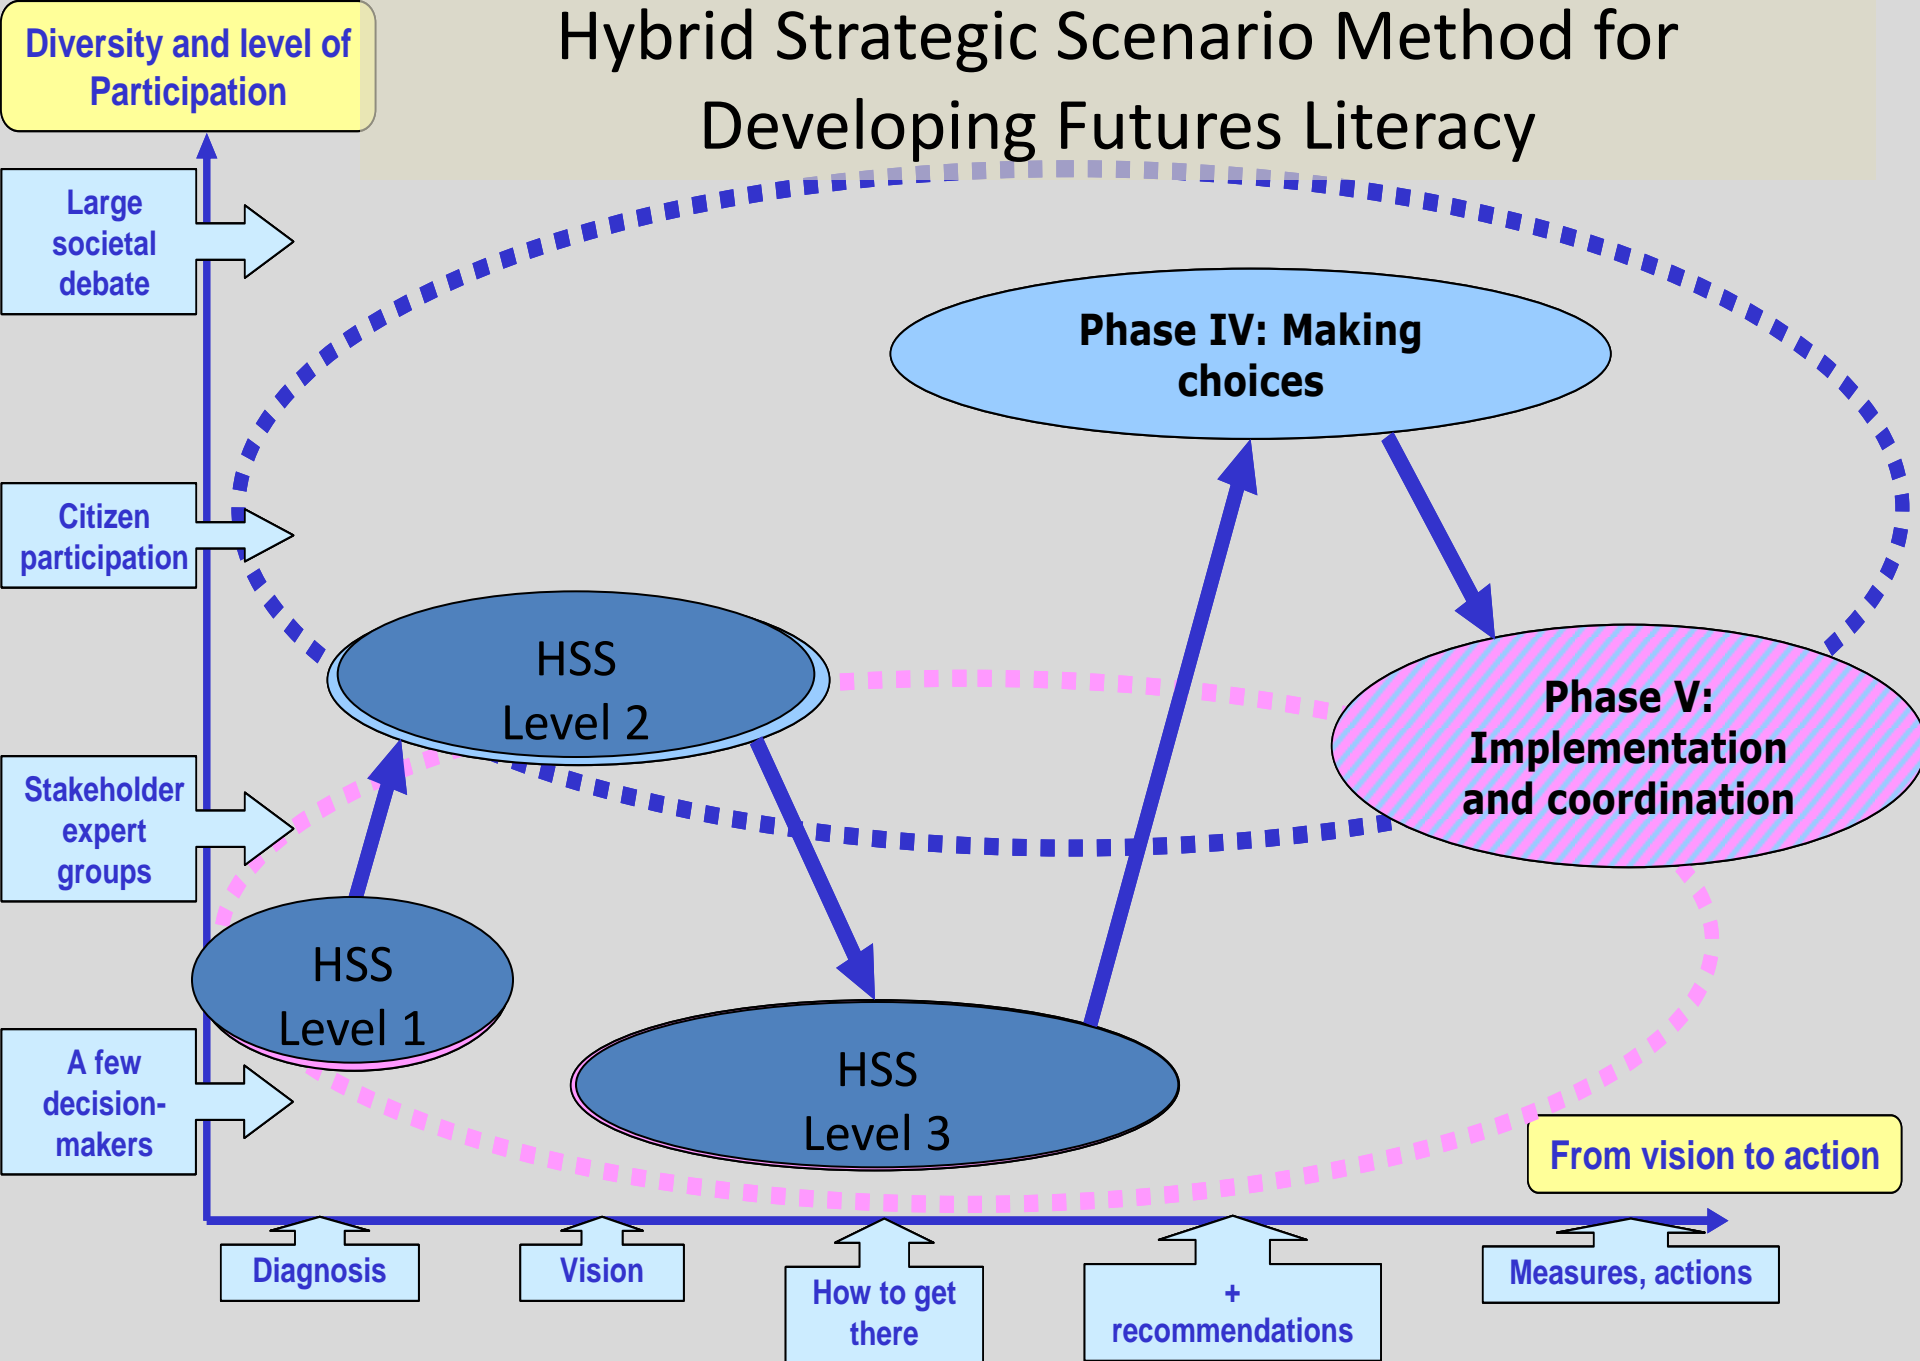 Diversity and level of
Participation
Hybrid Strategic Scenario Method for
Developing Futures Literacy
Large
societal
debate
Phase IV: Making
choices
Citizen
participation
HSS
Level 2
Phase V:
Implementation
and coordination
Stakeholder
expert
groups
HSS
Level 1
A few
decision-
makers
HSS
Level 3
From vision to action
Diagnosis
Vision
How to get
there
+
recommendations
Measures, actions